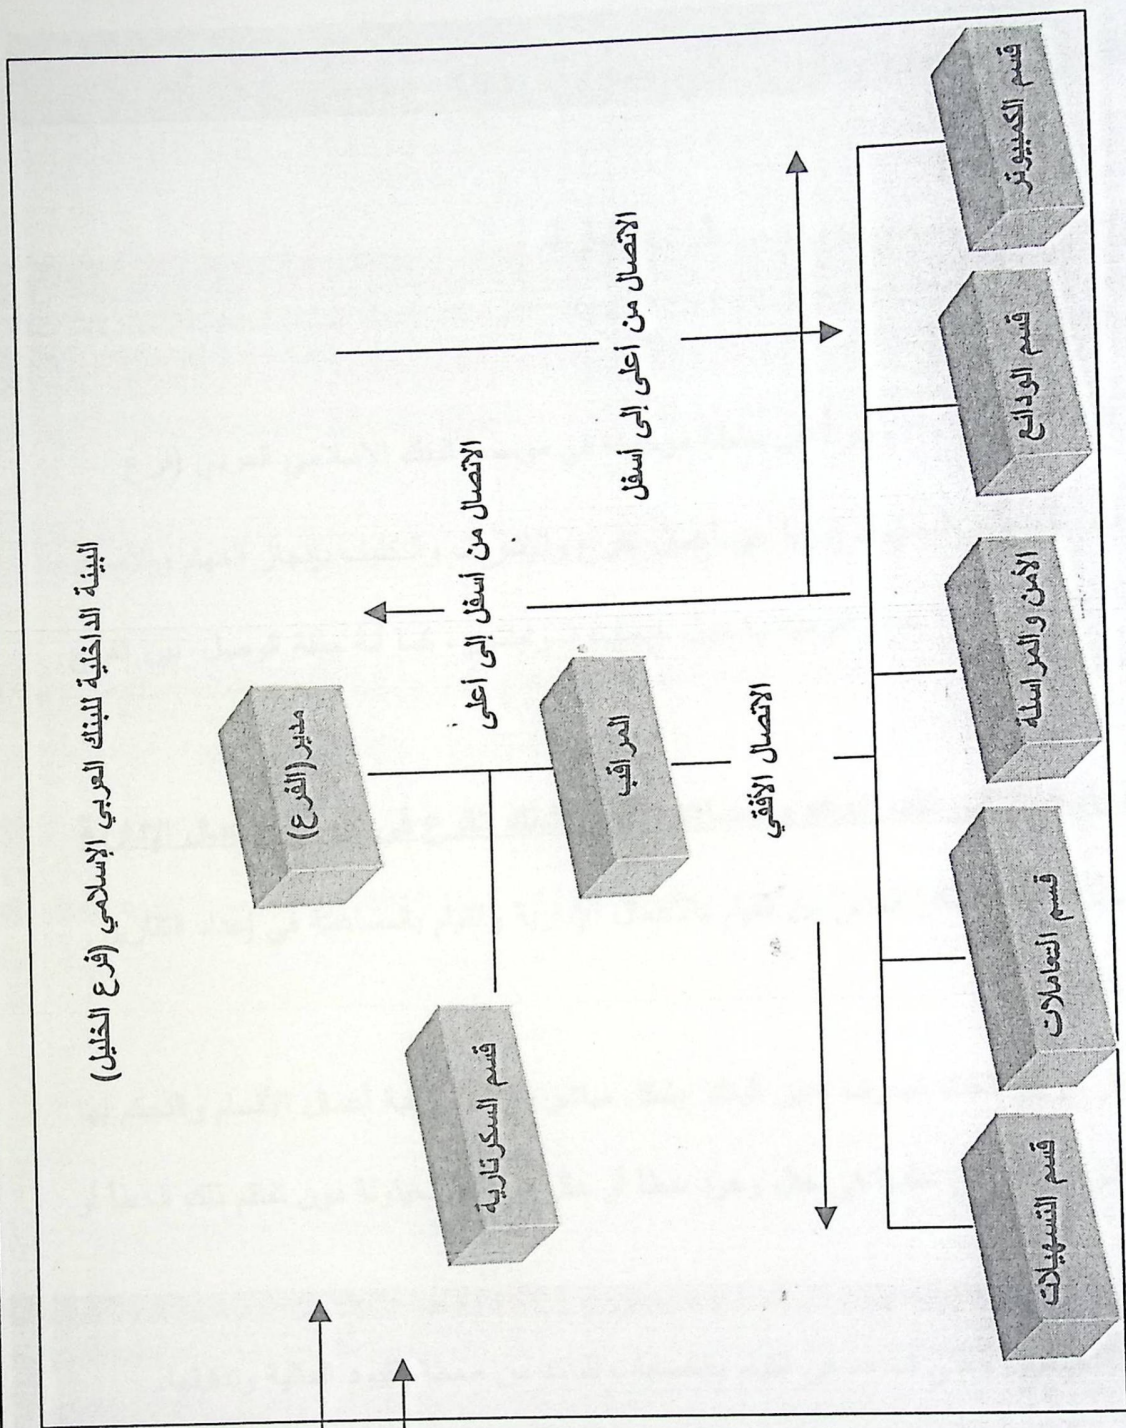 البيئة الداخلية للبنك العربي الإسلامي (فرع الخليل)
مدير (الفرع)
قسم السكرتارية
الاتصال من أسفل إلى أعلى
الاتصال من أعلى إلى أسفل
المراقب
الاتصال الأفقي
قسم الكمبيوتر
قسم الودائع
الأمن والمراسلة
قسم التعاملات
قسم التسهيلات